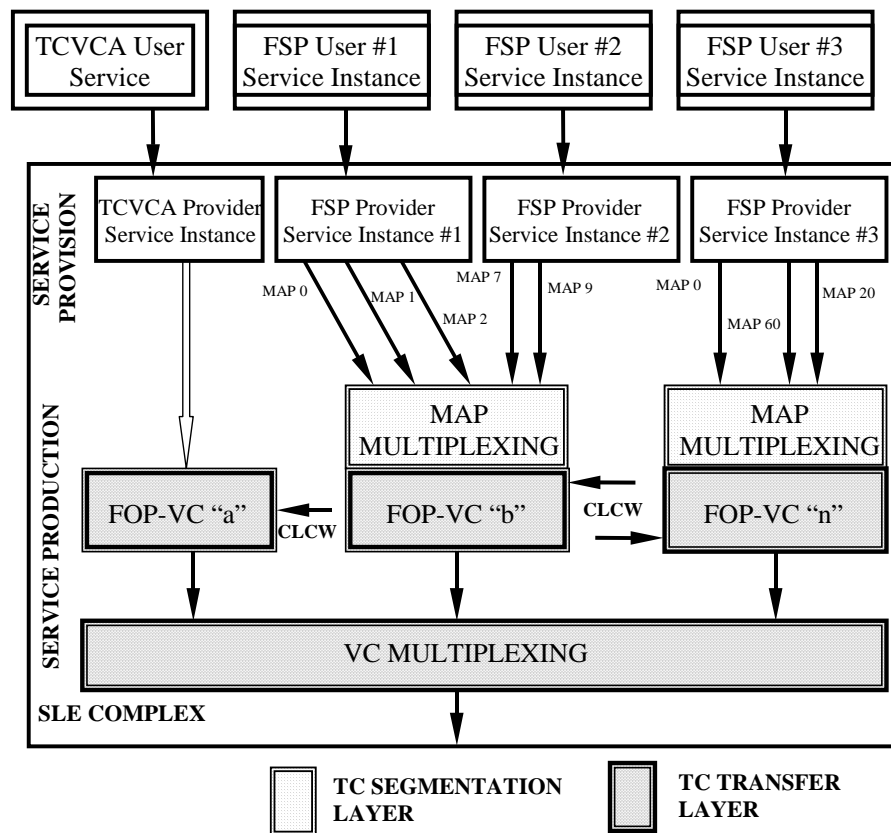 TCVCA User
Service
FSP User #1
Service Instance
FSP User #2
Service Instance
FSP User #3
Service Instance
SERVICE
PROVISION
TCVCA Provider
Service Instance
FSP Provider
Service Instance #1
FSP Provider
Service Instance #2
FSP Provider
Service Instance #3
MAP 0
MAP 1
MAP 2
MAP 7
MAP 9
MAP 0
MAP 60
MAP 20
SERVICE PRODUCTION
MAP
MULTIPLEXING
MAP
MULTIPLEXING
FOP-VC “a”
CLCW
FOP-VC “b”
CLCW
FOP-VC “n”
VC MULTIPLEXING
SLE COMPLEX
TC SEGMENTATION
LAYER
TC TRANSFER
LAYER